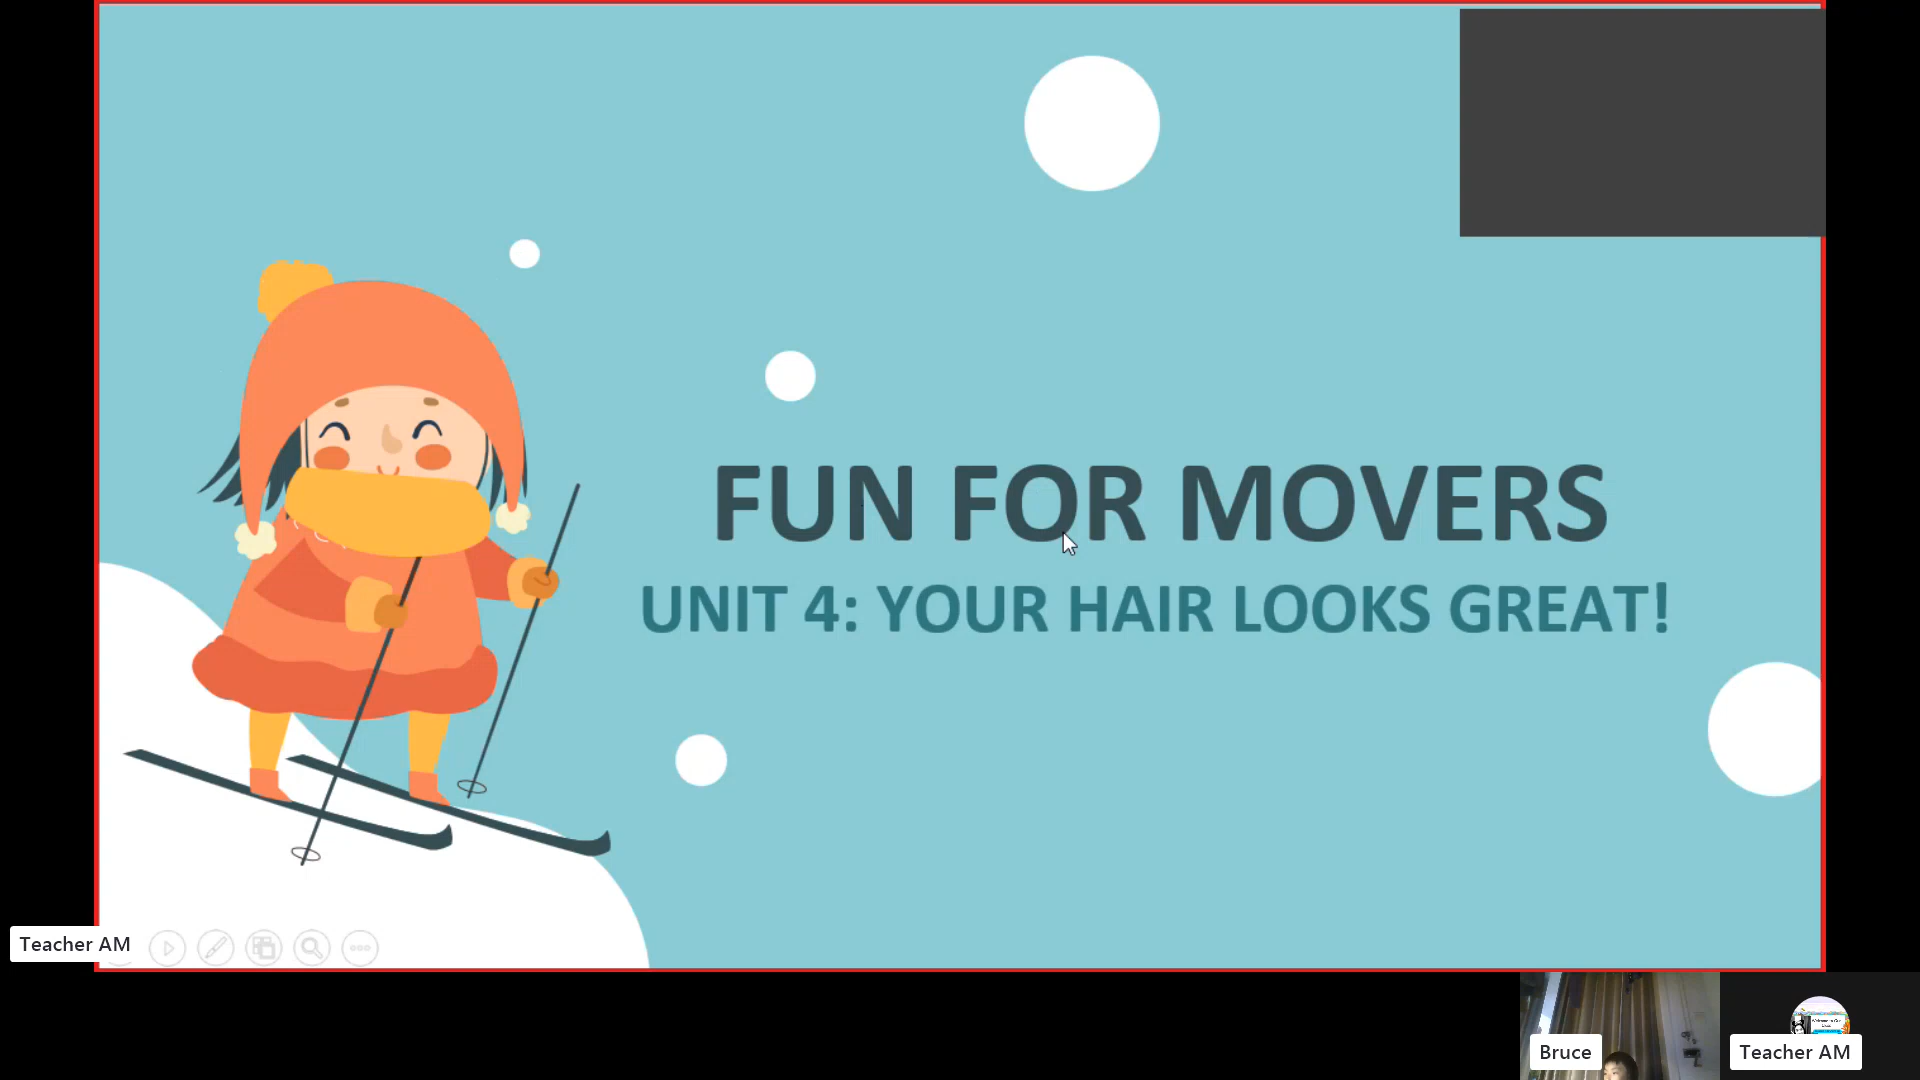 FUN FOR MOVERS
UNIT 4: YOUR HAIR LOOKS GREAT!
Teacher AM
Bruce
Teacher AM